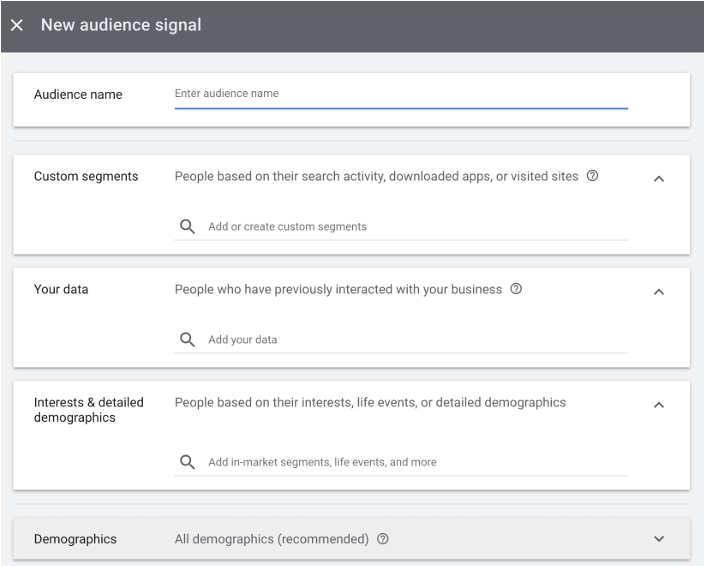 New audience signal
Audience name
Enter audience name
Custom segments
People based on their search activity, downloaded apps, or visited sites
Add or create custom segments
Your data
People who have previously interacted with your business
Add your data
Interests & detailed
demographics
People based on their interests, life events, or detailed demographics
Add in-market segments, life events, and more
Demographics
All demographics (recommended)